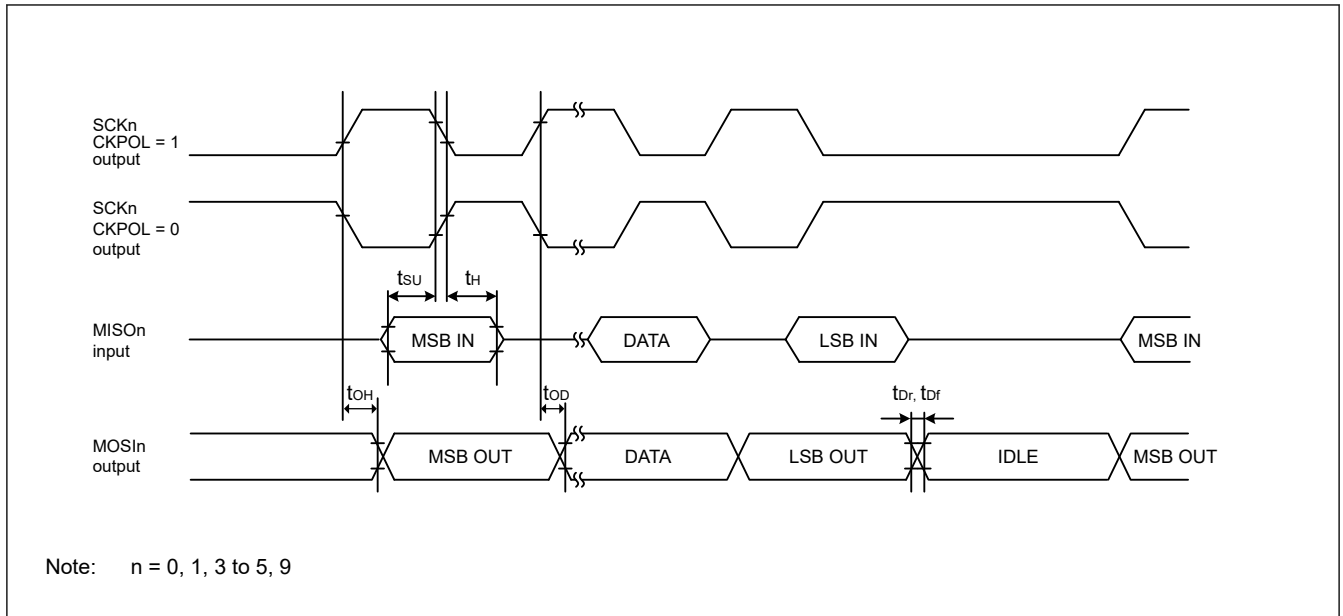 SCKn
CKPOL = 1
output
SCKn
CKPOL = 0
output
tSU
tH
MISOn
input
MSB IN
DATA
LSB IN
MSB IN
tOH
tOD
tDr, tDf
MOSIn
output
MSB OUT
DATA
LSB OUT
IDLE
MSB OUT
Note: n = 0, 1, 3 to 5, 9